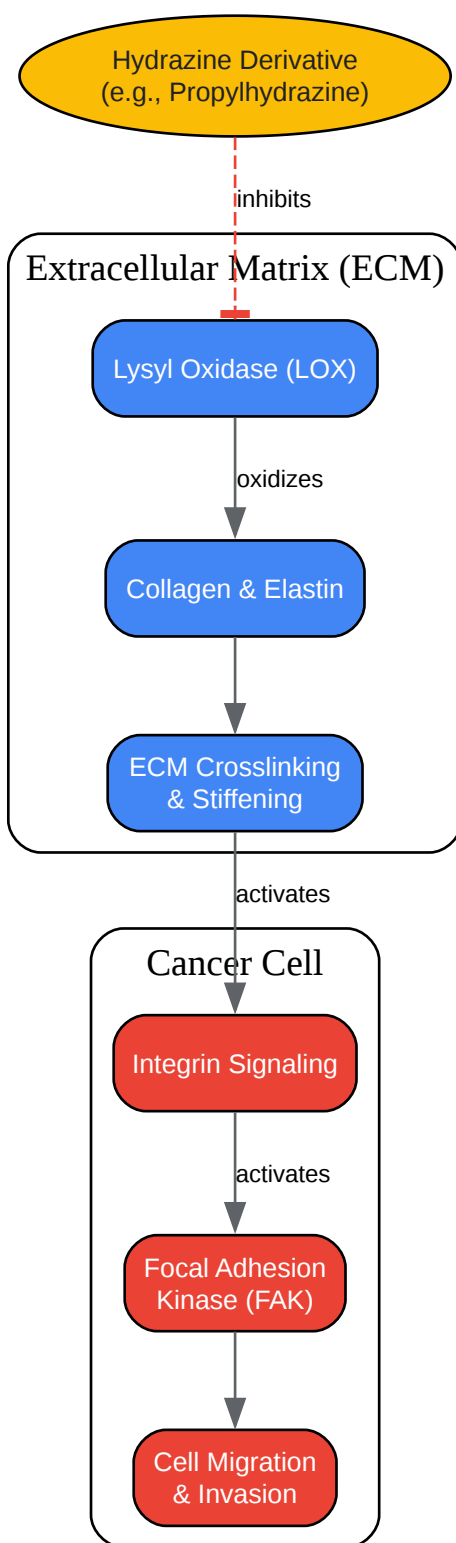 Hydrazine Derivative
(e.g., Propylhydrazine)
inhibits
Extracellular Matrix (ECM)
Lysyl Oxidase (LOX)
oxidizes
Collagen & Elastin
ECM Crosslinking
& Stiffening
activates
Cancer Cell
Integrin Signaling
activates
Focal Adhesion
Kinase (FAK)
Cell Migration
& Invasion